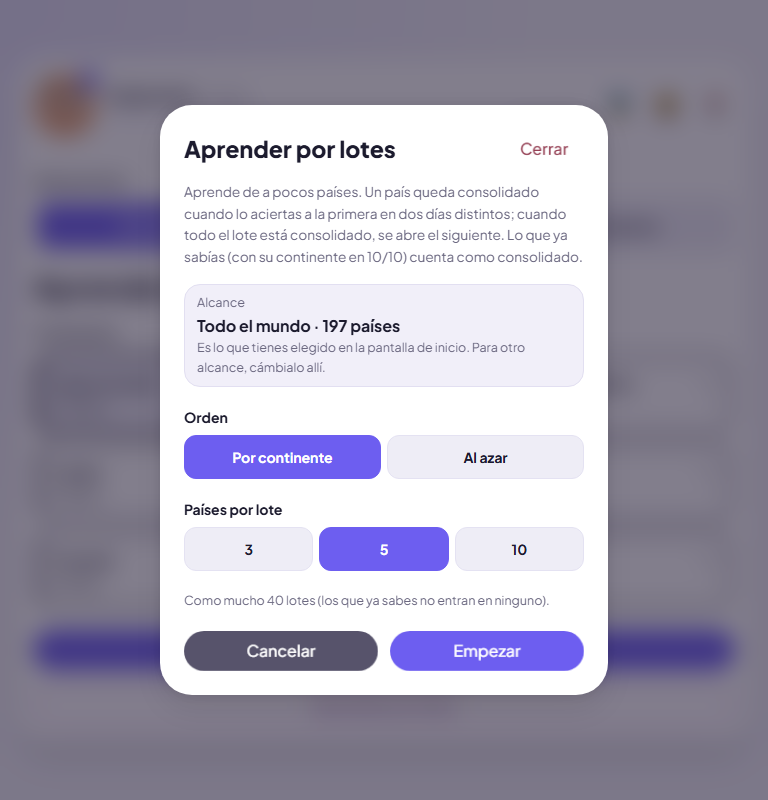 Aprender por lotes
Cerrar
Aprende de a pocos países. Un país queda consolidado
cuando lo aciertas a la primera en dos días distintos; cuando
todo el lote está consolidado, se abre el siguiente. Lo que ya
sabías (con su continente en 10/10) cuenta como consolidado.
Alcance
Todo el mundo · 197 países
Es lo que tienes elegido en la pantalla de inicio. Para otro
alcance, cámbialo allí.
Orden
Por continente
Al azar
Países por lote
3
5
10
Como mucho 40 lotes (los que ya sabes no entran en ninguno).
Cancelar
Empezar